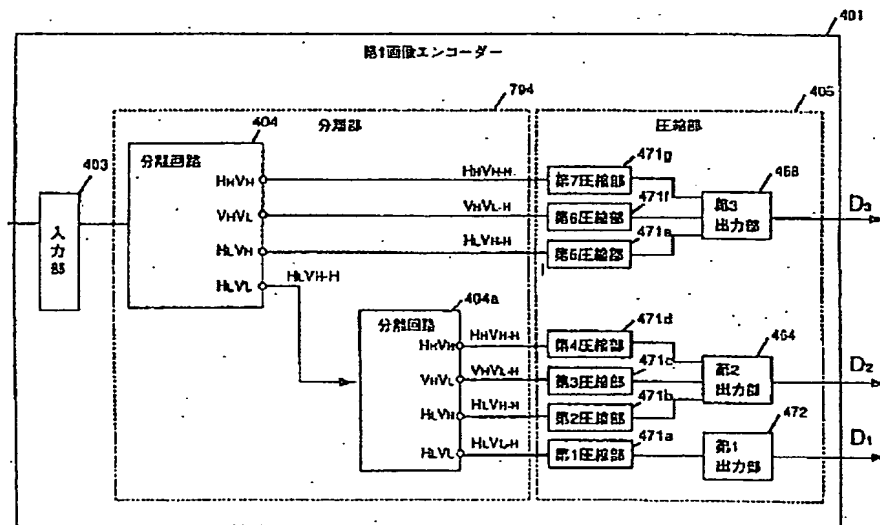 401
第1画像エンコーダー
794
405
分離部
圧縮部
403
入力部
404
分離回路
HHVH
VHVL
HLVH
HLVL
HHVH-H
VHVL-H
HLVH-H
HLVH-H
471g
第7圧縮部
471f
第6圧縮部
471e
第5圧縮部
468
第3
出力部
D3
404a
分離回路
HHVH
VHVL
HLVH
HLVL
HHVH-H
VHVL-H
HLVH-H
HLVL-H
471d
第4圧縮部
471c
第3圧縮部
471b
第2圧縮部
471a
第1圧縮部
464
第2
出力部
D2
472
第1
出力部
D1